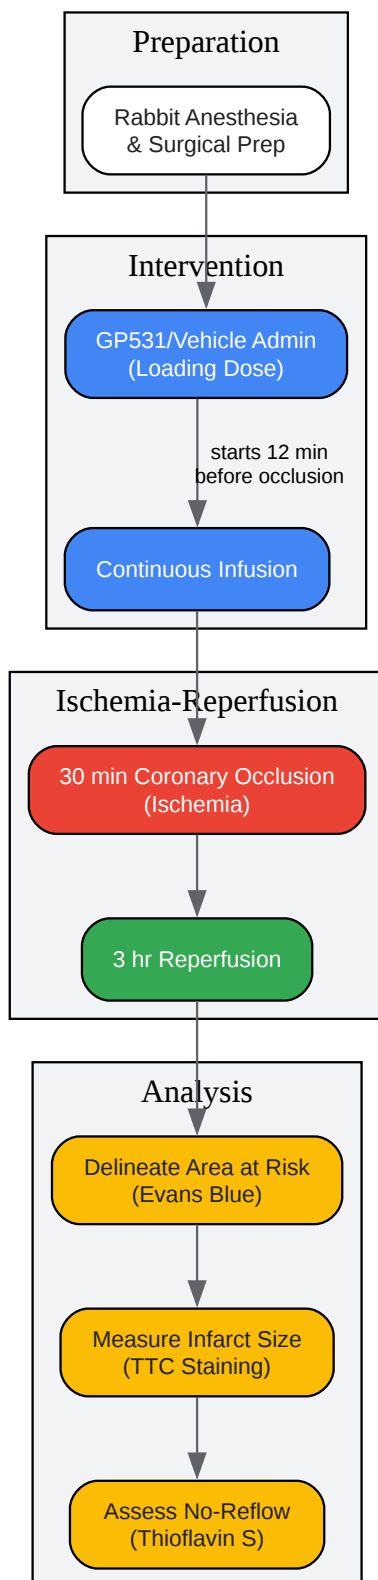 Preparation
Rabbit Anesthesia
& Surgical Prep
Intervention
GP531/Vehicle Admin
(Loading Dose)
starts 12 min
before occlusion
Continuous Infusion
Ischemia-Reperfusion
30 min Coronary Occlusion
(Ischemia)
3 hr Reperfusion
Analysis
Delineate Area at Risk
(Evans Blue)
Measure Infarct Size
(TTC Staining)
Assess No-Reflow
(Thioflavin S)